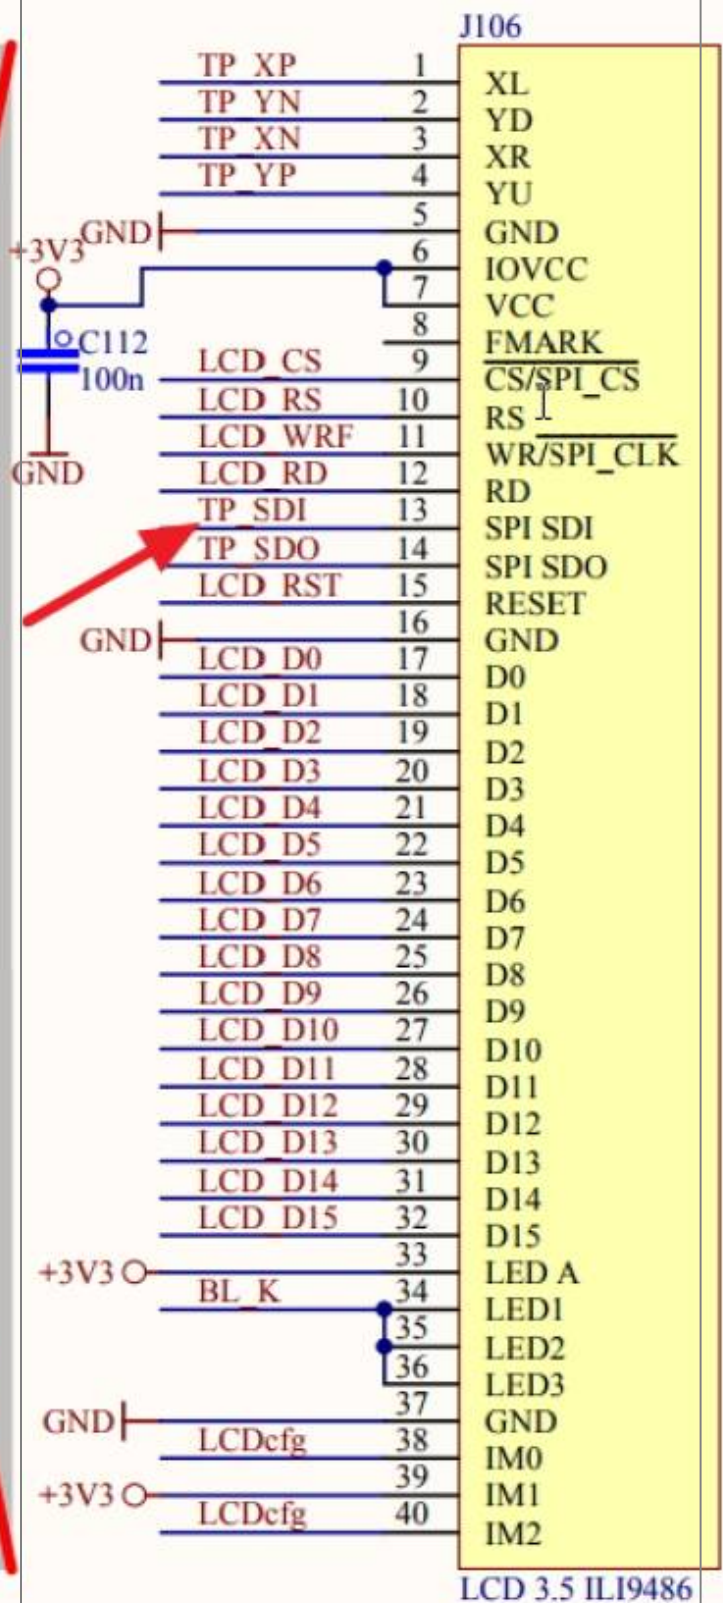 J106
TP_XP 1 XL
TP_YN 2 YD
TP_XN 3 XR
TP_YP 4 YU
GND 5 GND
+3V3 6 IOVCC
7 VCC
8 FMARK
C112
100n
GND
LCD_CS 9 CS/SPI_CS
LCD_RS 10 RS
LCD_WRF 11 WR/SPI_CLK
LCD_RD 12 RD
TP_SDI 13 SPI SDI
TP_SDO 14 SPI SDO
LCD_RST 15 RESET
GND 16 GND
LCD_D0 17 D0
LCD_D1 18 D1
LCD_D2 19 D2
LCD_D3 20 D3
LCD_D4 21 D4
LCD_D5 22 D5
LCD_D6 23 D6
LCD_D7 24 D7
LCD_D8 25 D8
LCD_D9 26 D9
LCD_D10 27 D10
LCD_D11 28 D11
LCD_D12 29 D12
LCD_D13 30 D13
LCD_D14 31 D14
LCD_D15 32 D15
+3V3 33 LED A
BL_K 34 LED1
35 LED2
36 LED3
GND 37 GND
LCDcfg 38 IM0
+3V3 39 IM1
LCDcfg 40 IM2
LCD 3.5 ILI9486